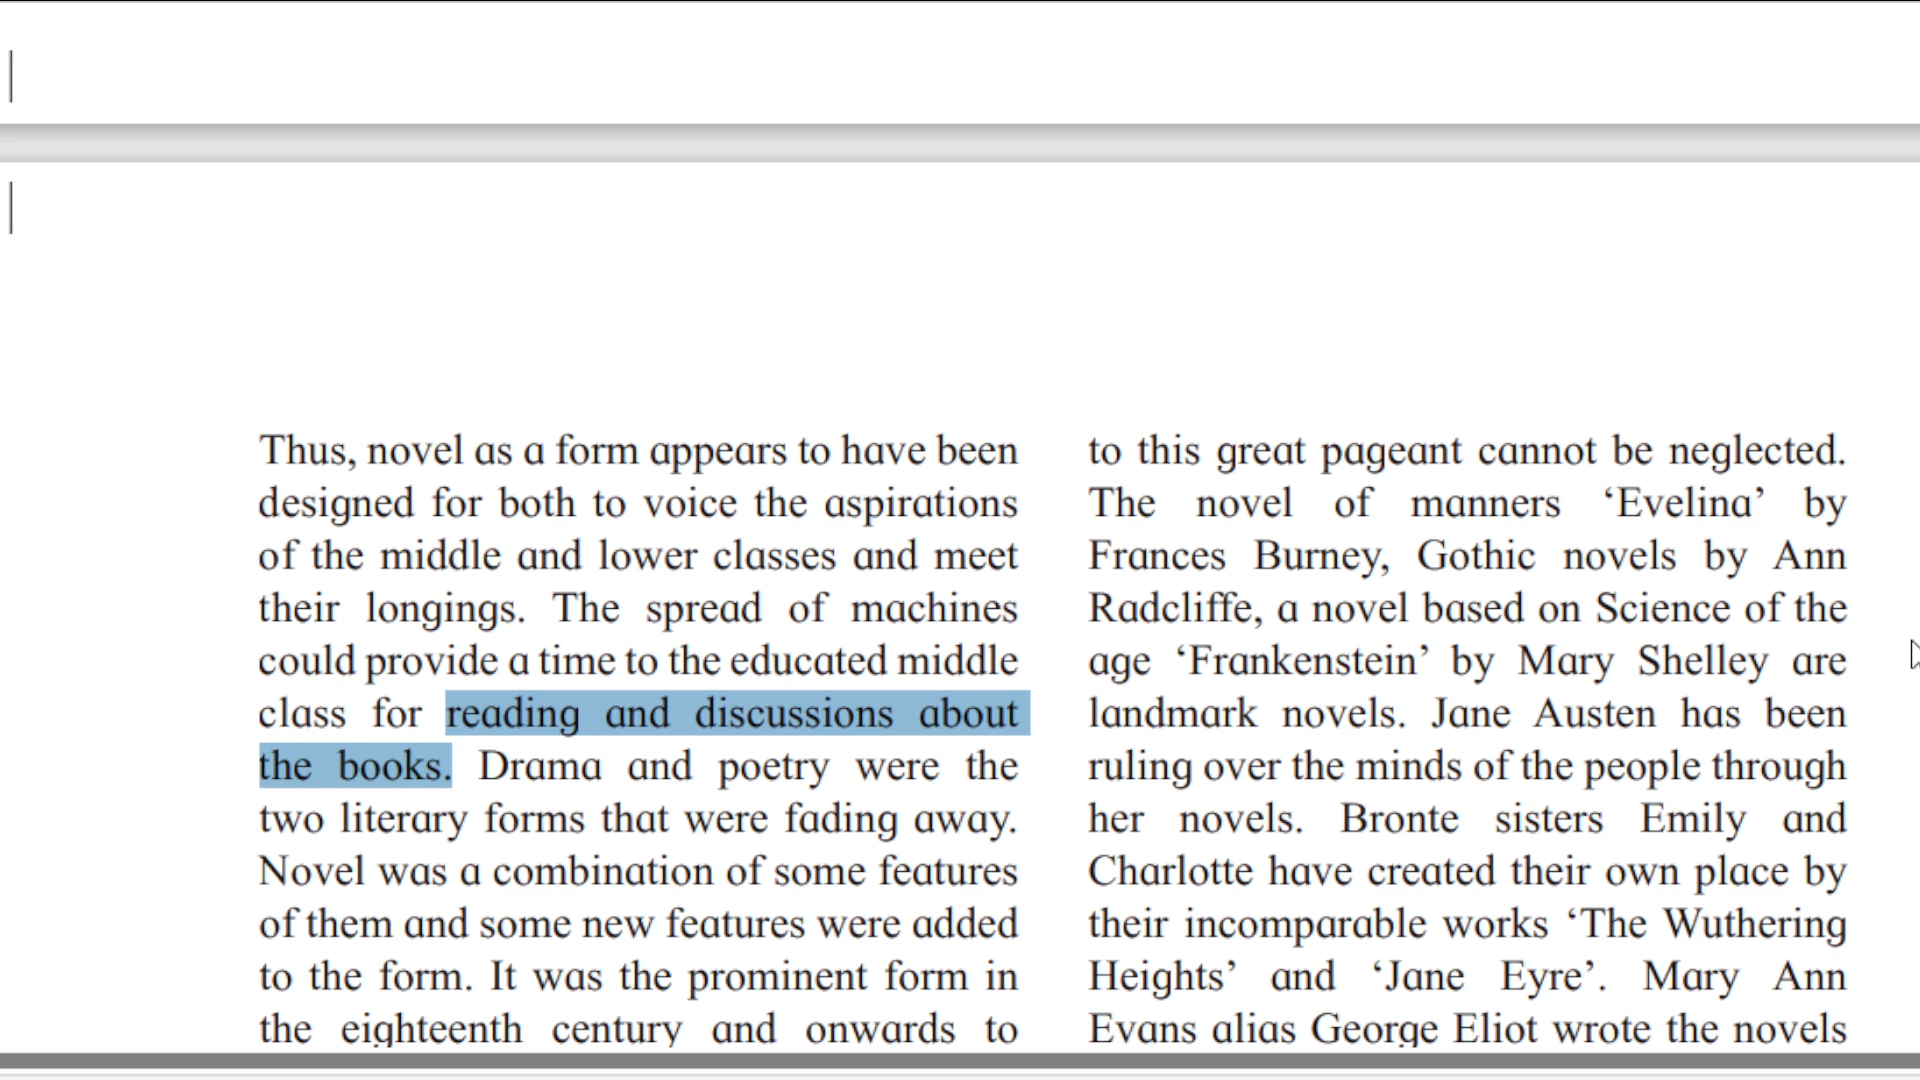 Thus, novel as a form appears to have been
designed for both to voice the aspirations
of the middle and lower classes and meet
their longings. The spread of machines
could provide a time to the educated middle
class for reading and discussions about
the books. Drama and poetry were the
two literary forms that were fading away.
Novel was a combination of some features
of them and some new features were added
to the form. It was the prominent form in
the eighteenth century and onwards to
to this great pageant cannot be neglected.
The novel of manners ‘Evelina’ by
Frances Burney, Gothic novels by Ann
Radcliffe, a novel based on Science of the
age ‘Frankenstein’ by Mary Shelley are
landmark novels. Jane Austen has been
ruling over the minds of the people through
her novels. Bronte sisters Emily and
Charlotte have created their own place by
their incomparable works ‘The Wuthering
Heights’ and ‘Jane Eyre’. Mary Ann
Evans alias George Eliot wrote the novels